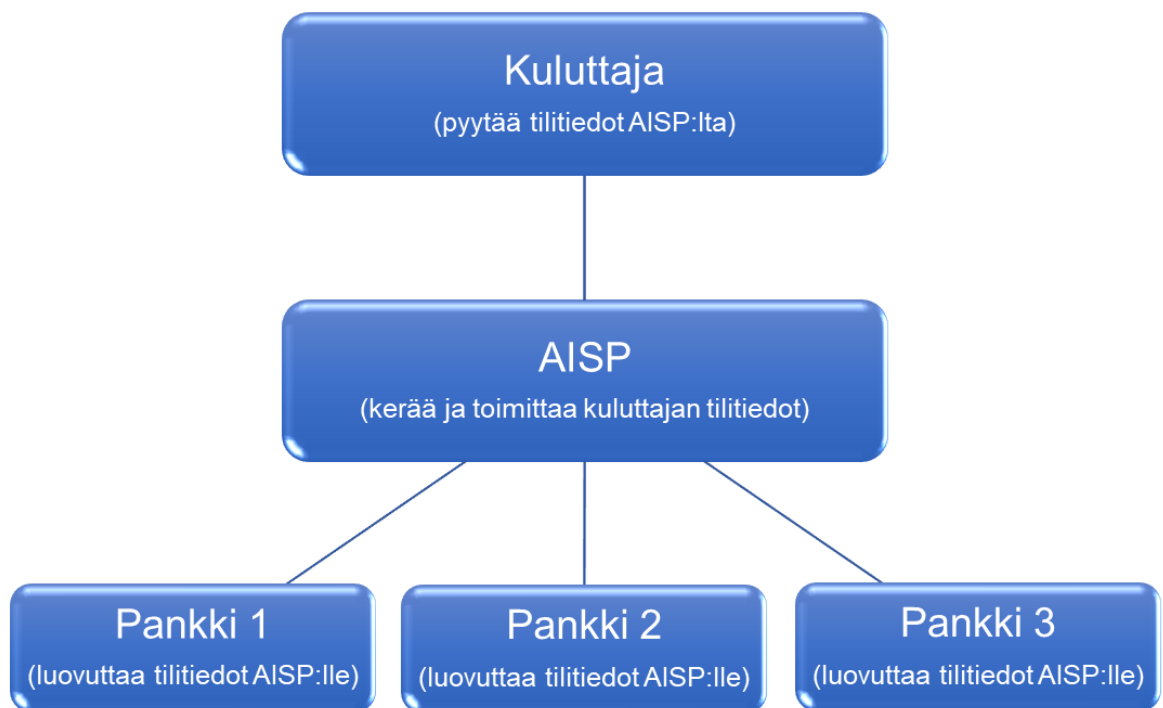 Kuluttaja
(pyytää tilitiedot AISP:lta)
AISP
(kerää ja toimittaa kuluttajan tilitiedot)
Pankki 1
(luovuttaa tilitiedot AISP:lle)
Pankki 2
(luovuttaa tilitiedot AISP:lle)
Pankki 3
(luovuttaa tilitiedot AISP:lle)